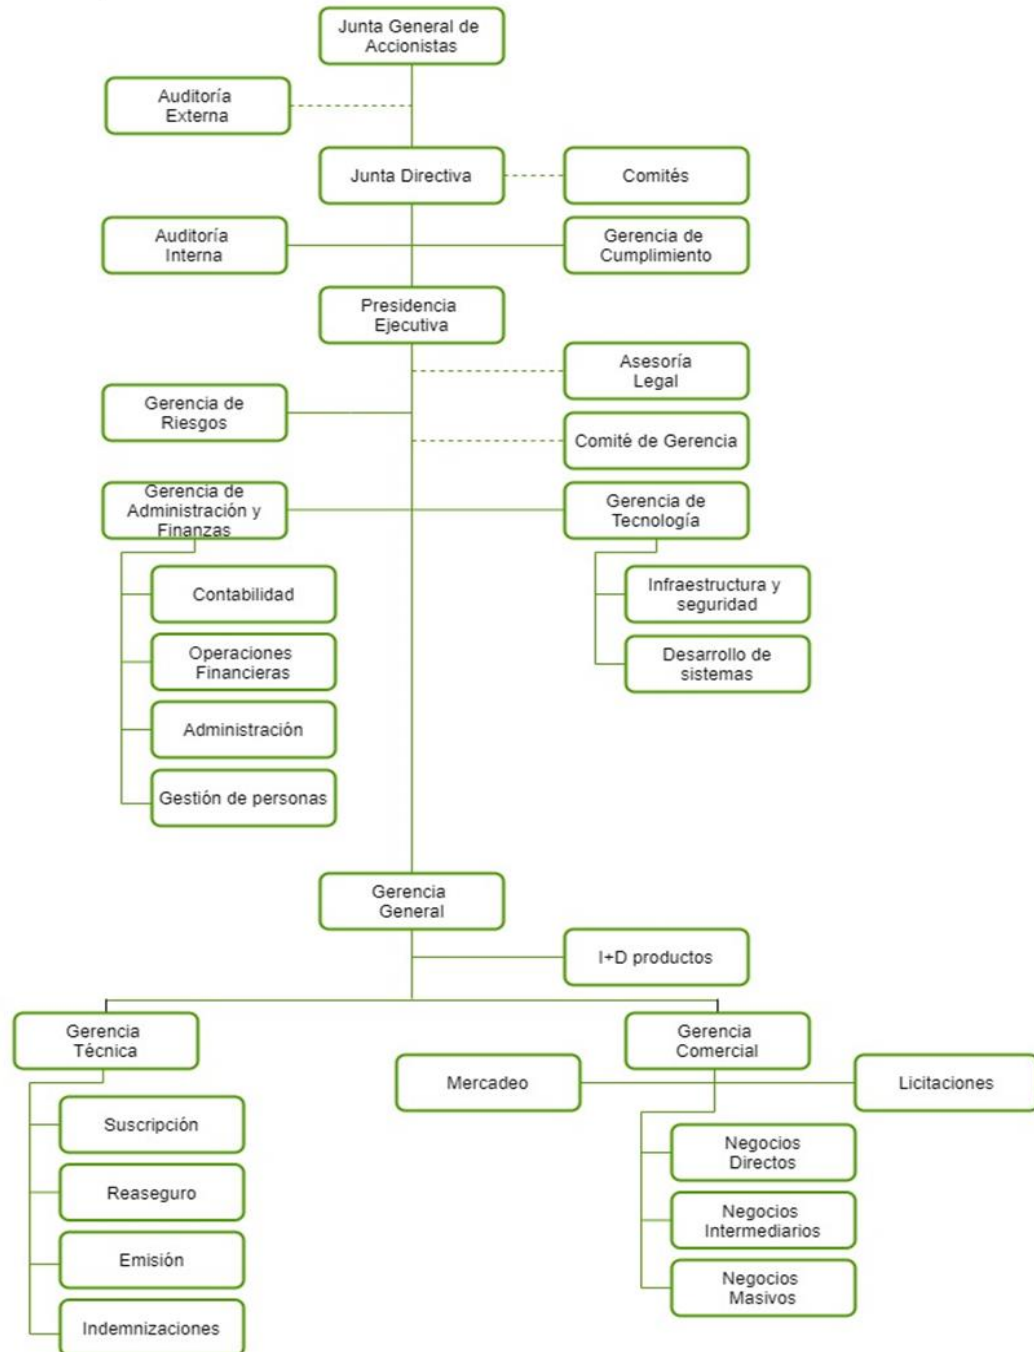 Junta General de
Accionistas
Auditoría
Externa
Junta Directiva
Comités
Auditoría
Interna
Gerencia de
Cumplimiento
Presidencia
Ejecutiva
Asesoría
Legal
Gerencia de
Riesgos
Comité de Gerencia
Gerencia de
Administración y
Finanzas
Gerencia de
Tecnología
Contabilidad
Operaciones
Financieras
Administración
Gestión de personas
Infraestructura y
seguridad
Desarrollo de
sistemas
Gerencia
General
I+D productos
Gerencia
Técnica
Suscripción
Reaseguro
Emisión
Indemnizaciones
Gerencia
Comercial
Mercadeo
Licitaciones
Negocios
Directos
Negocios
Intermediarios
Negocios
Masivos